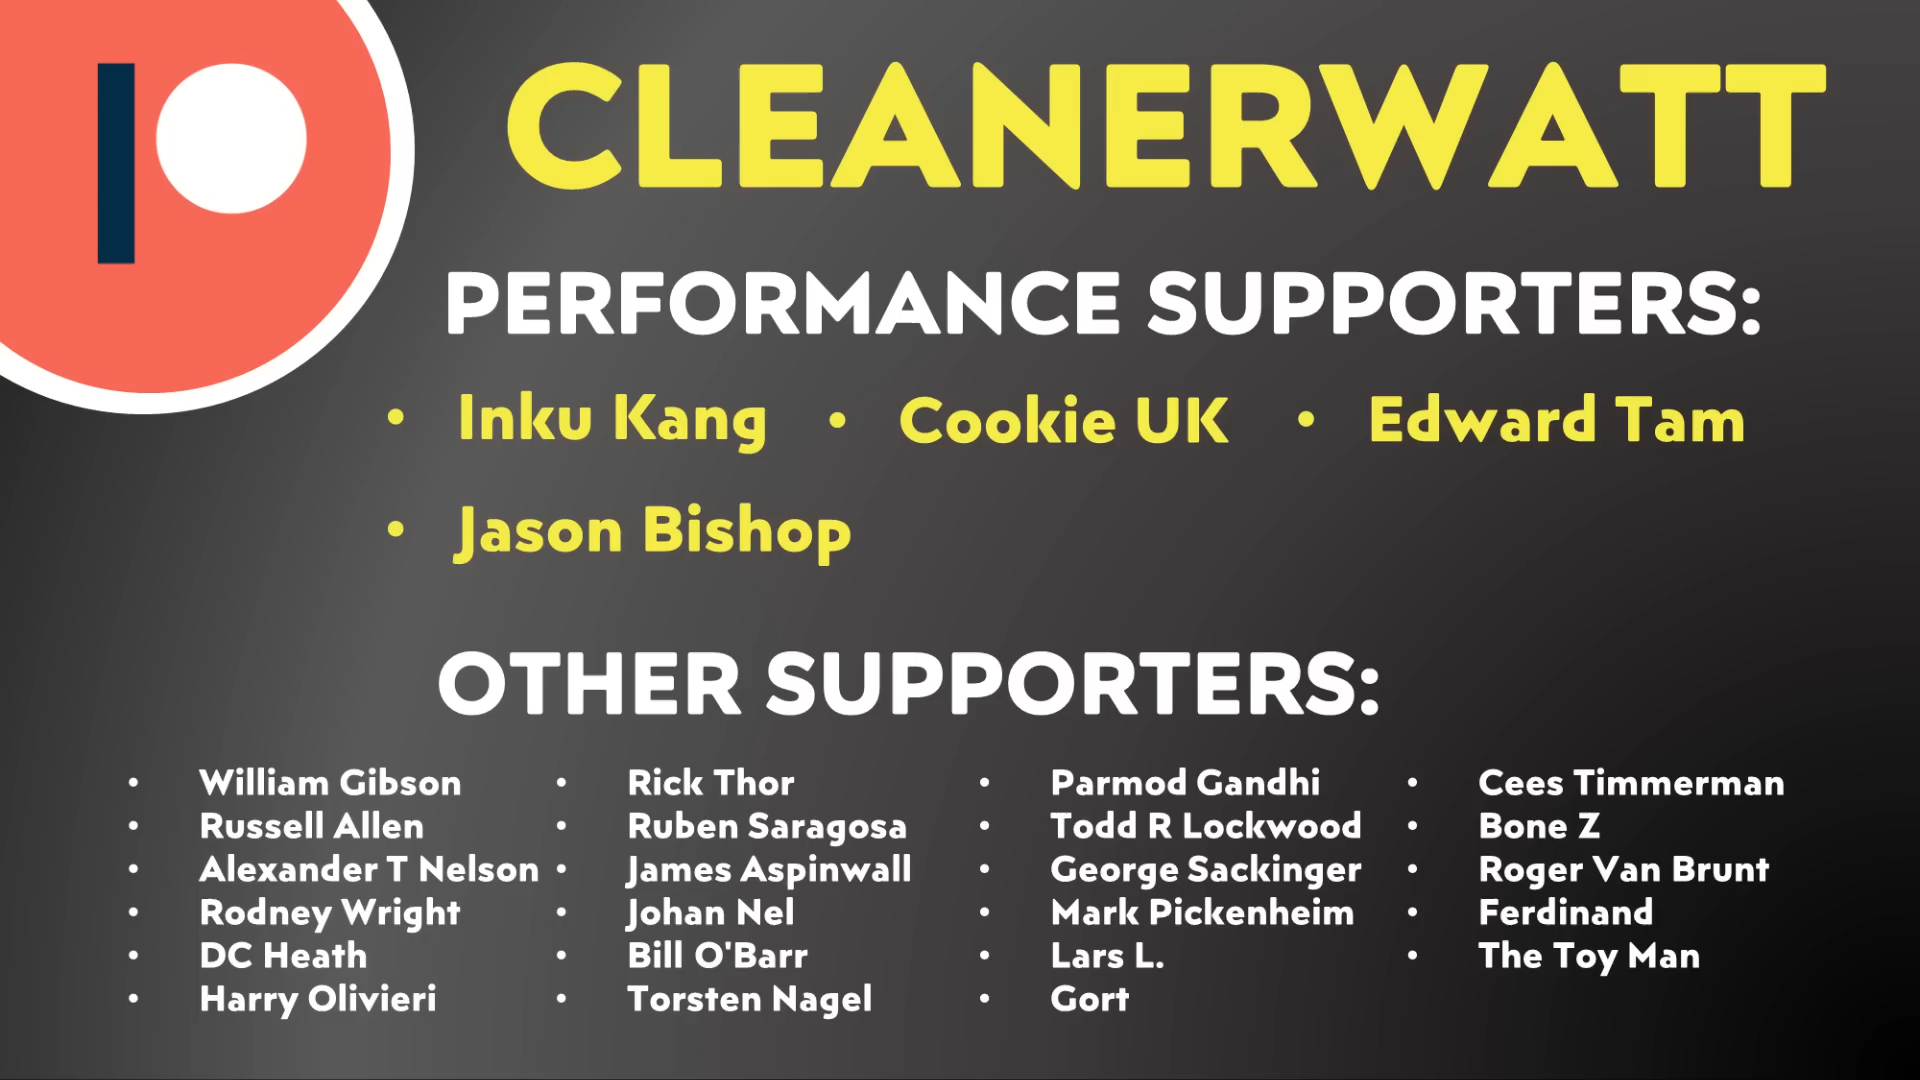 CLEANERWATT
PERFORMANCE SUPPORTERS:
• Inku Kang • Cookie UK • Edward Tam
• Jason Bishop
OTHER SUPPORTERS:
• William Gibson
• Russell Allen
• Alexander T Nelson
• Rodney Wright
• DC Heath
• Harry Olivieri
• Rick Thor
• Ruben Saragosa
• James Aspinwall
• Johan Nel
• Bill O'Barr
• Torsten Nagel
• Parmod Gandhi
• Todd R Lockwood
• George Sackinger
• Mark Pickenheim
• Lars L.
• Gort
• Cees Timmerman
• Bone Z
• Roger Van Brunt
• Ferdinand
• The Toy Man